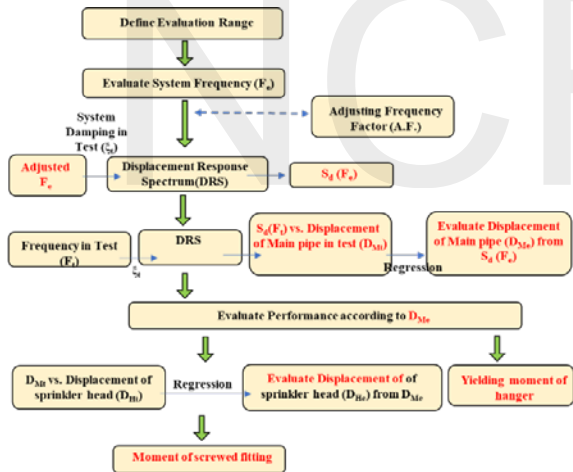 NCR
Define Evaluation Range
Evaluate System Frequency (Fe)
System
Damping in
Test (ξt)
Adjusting Frequency
Factor (A.F.)
Adjusted
Fe
Displacement Response
Spectrum(DRS)
Sd (Fe)
Frequency in Test
(Ft)
ξt
DRS
Sd(Ft) vs. Displacement
of Main pipe in test (DMt)
Regression
Evaluate Displacement
of Main pipe (DMe) from
Sd (Fe)
Evaluate Performance according to DMe
DMt vs. Displacement of
sprinkler head (DHt)
Regression
Evaluate Displacement of of
sprinkler head (DHe) from DMe
Yielding moment of
hanger
Moment of screwed fitting